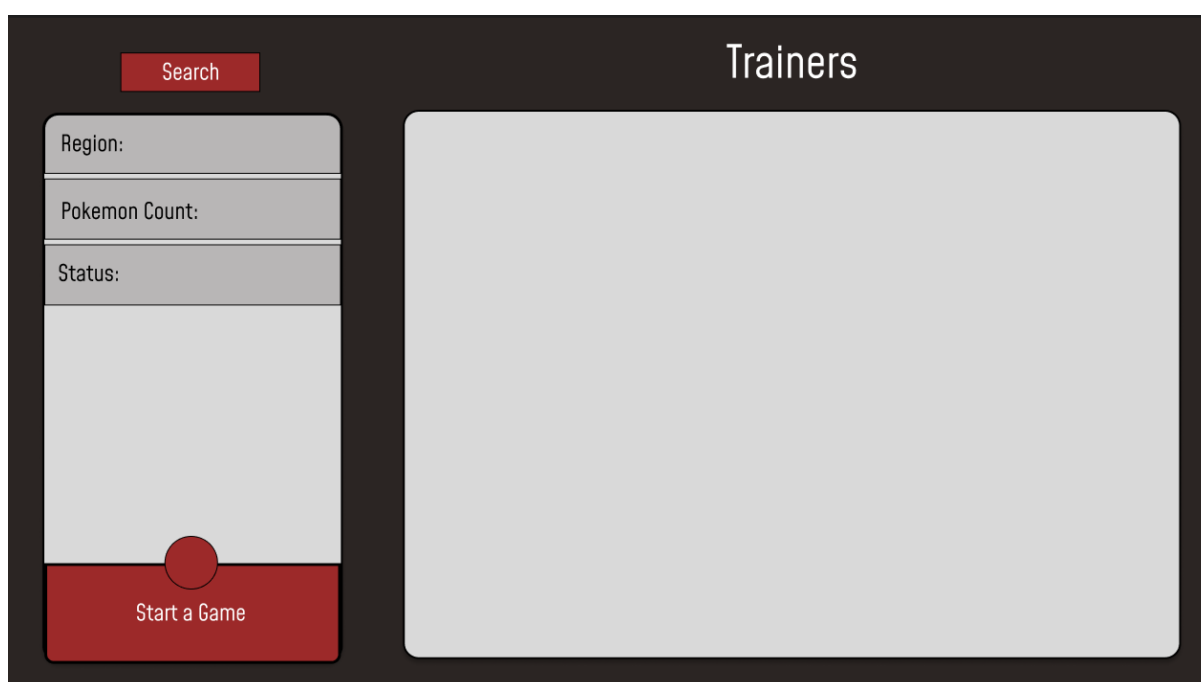 Search
Trainers
Region:
Pokemon Count:
Status:
Start a Game